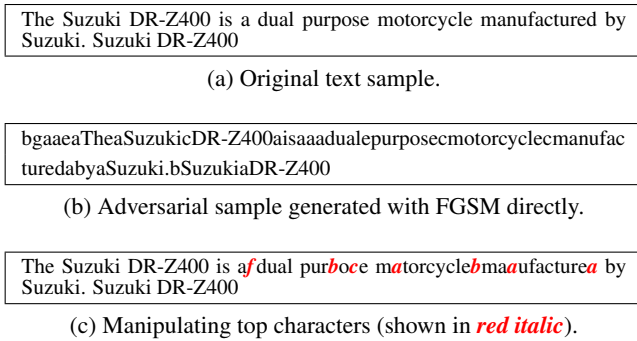 The Suzuki DR-Z400 is a dual purpose motorcycle manufactured by
Suzuki. Suzuki DR-Z400
(a) Original text sample.
bgaaeaTheaSuzukicDR-Z400aisaaadualepurposecmotorcyclecmanufac
turedabyaSuzuki.bSuzukiaDR-Z400
(b) Adversarial sample generated with FGSM directly.
The Suzuki DR-Z400 is afdual purboce matorcyclebmaaufacturea by
Suzuki. Suzuki DR-Z400
(c) Manipulating top characters (shown in red italic).